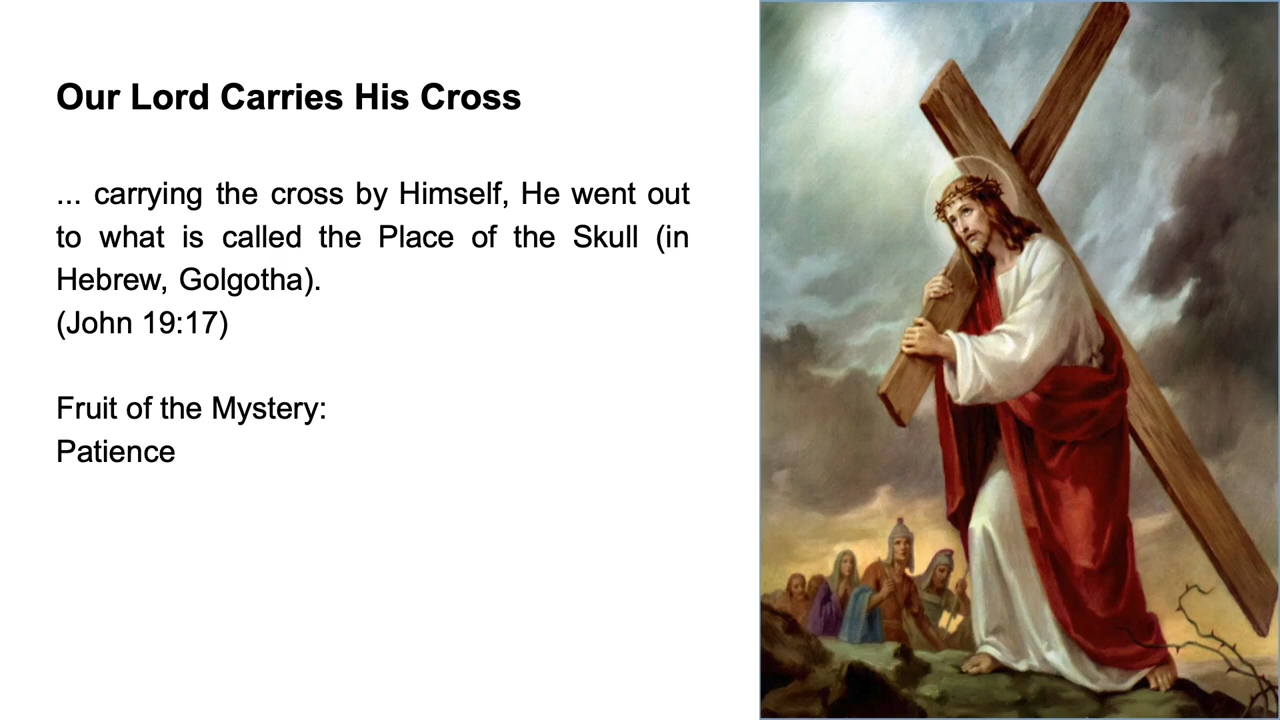 Our Lord Carries His Cross
... carrying the cross by Himself, He went out
to what is called the Place of the Skull (in
Hebrew, Golgotha).
(John 19:17)
Fruit of the Mystery:
Patience